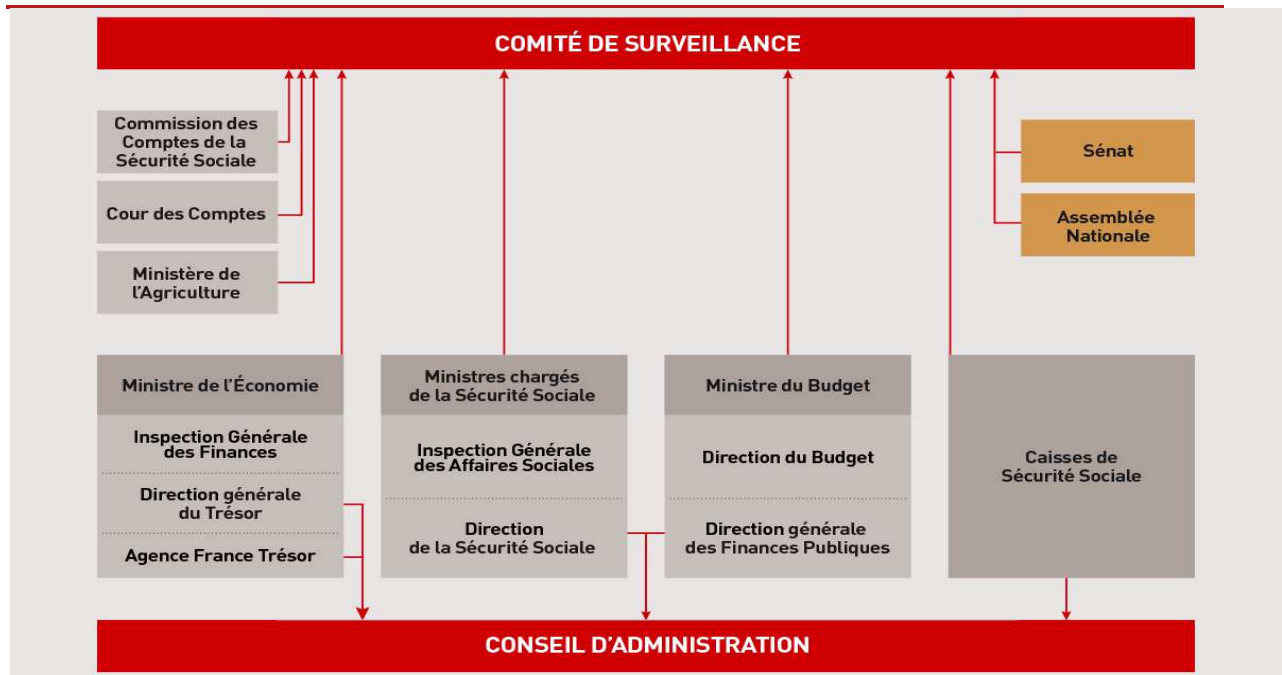 COMITÉ DE SURVEILLANCE
Commission des
Comptes de la
Sécurité Sociale
Cour des Comptes
Ministère de
l'Agriculture
Sénat
Assemblée
Nationale
Ministre de l'Économie
Inspection Générale
des Finances
Direction générale
du Trésor
Agence France Trésor
Ministres chargés
de la Sécurité Sociale
Inspection Générale
des Affaires Sociales
Direction
de la Sécurité Sociale
Ministre du Budget
Direction du Budget
Direction générale
des Finances Publiques
Caisses de
Sécurité Sociale
CONSEIL D'ADMINISTRATION